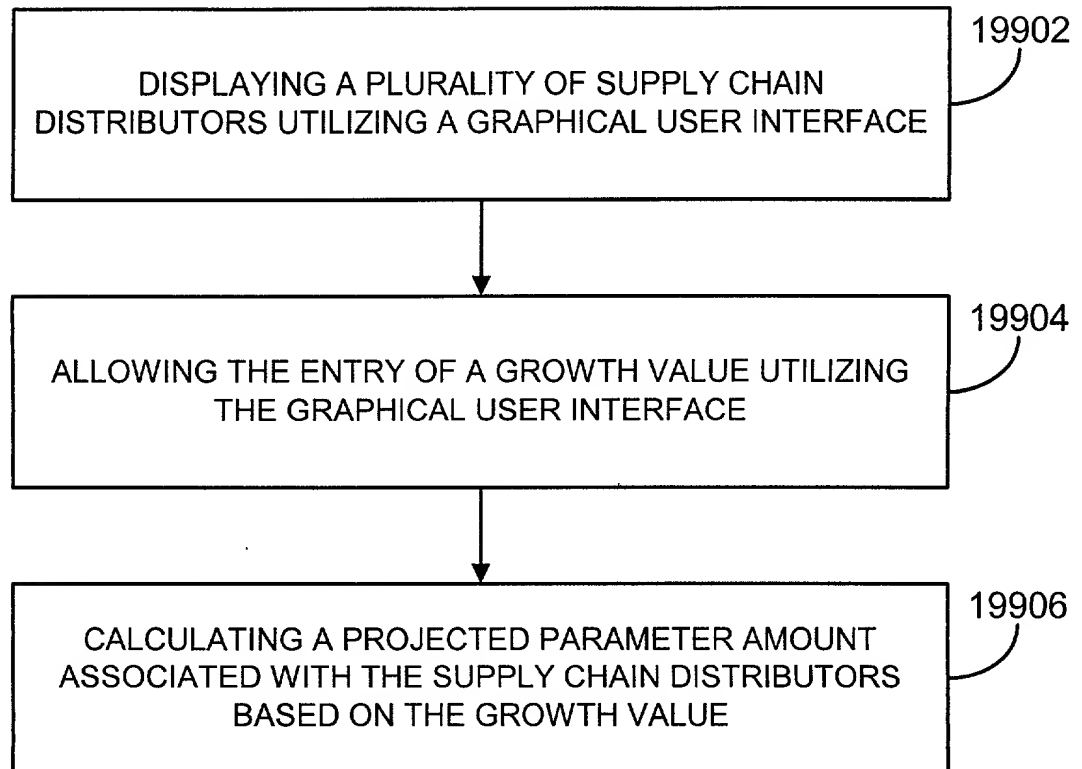 19902
DISPLAYING A PLURALITY OF SUPPLY CHAIN
DISTRIBUTORS UTILIZING A GRAPHICAL USER INTERFACE
19904
ALLOWING THE ENTRY OF A GROWTH VALUE UTILIZING
THE GRAPHICAL USER INTERFACE
19906
CALCULATING A PROJECTED PARAMETER AMOUNT
ASSOCIATED WITH THE SUPPLY CHAIN DISTRIBUTORS
BASED ON THE GROWTH VALUE